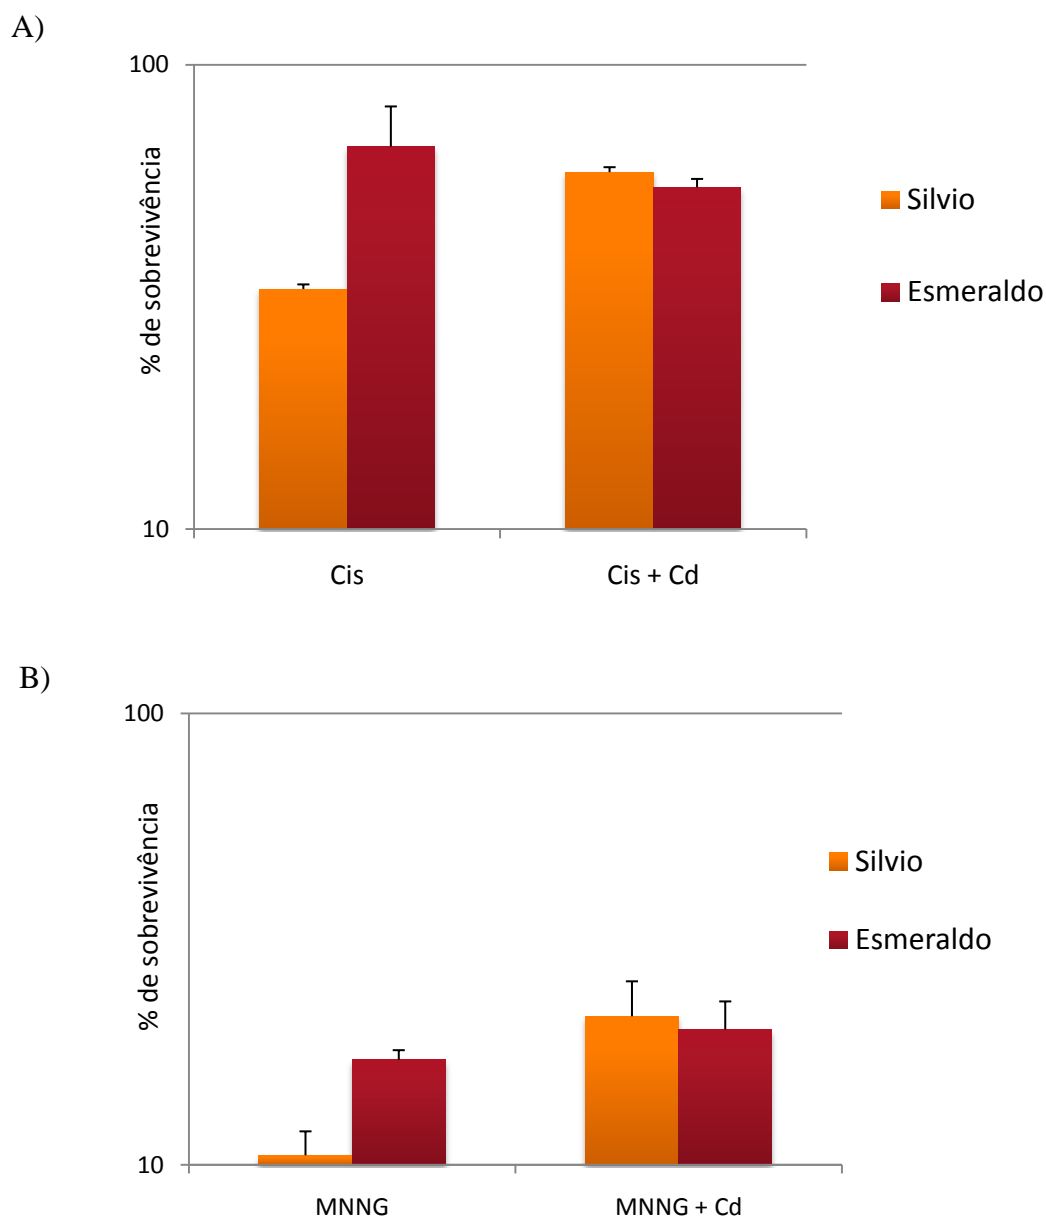 A)
100
% de sobrevivência
10
Cis
Cis + Cd
Silvio
Esmeraldo
B)
100
% de sobrevivência
10
MNNG
MNNG + Cd
Silvio
Esmeraldo